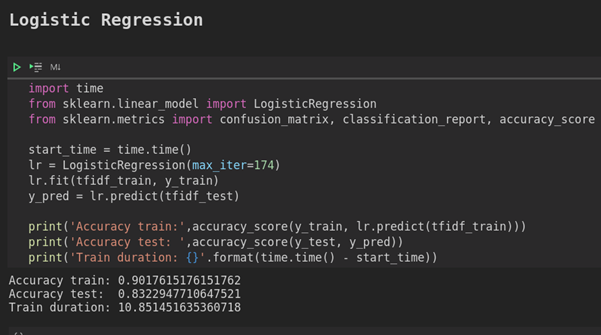 Logistic Regression
M↓
import time
from sklearn.linear_model import LogisticRegression
from sklearn.metrics import confusion_matrix, classification_report, accuracy_score
start_time = time.time()
lr = LogisticRegression(max_iter=174)
lr.fit(tfidf_train, y_train)
y_pred = lr.predict(tfidf_test)
print('Accuracy train:',accuracy_score(y_train, lr.predict(tfidf_train)))
print('Accuracy test: ',accuracy_score(y_test, y_pred))
print('Train duration: {}'.format(time.time() - start_time))
Accuracy train: 0.9017615176151762
Accuracy test:  0.8322947710647521
Train duration: 10.851451635360718